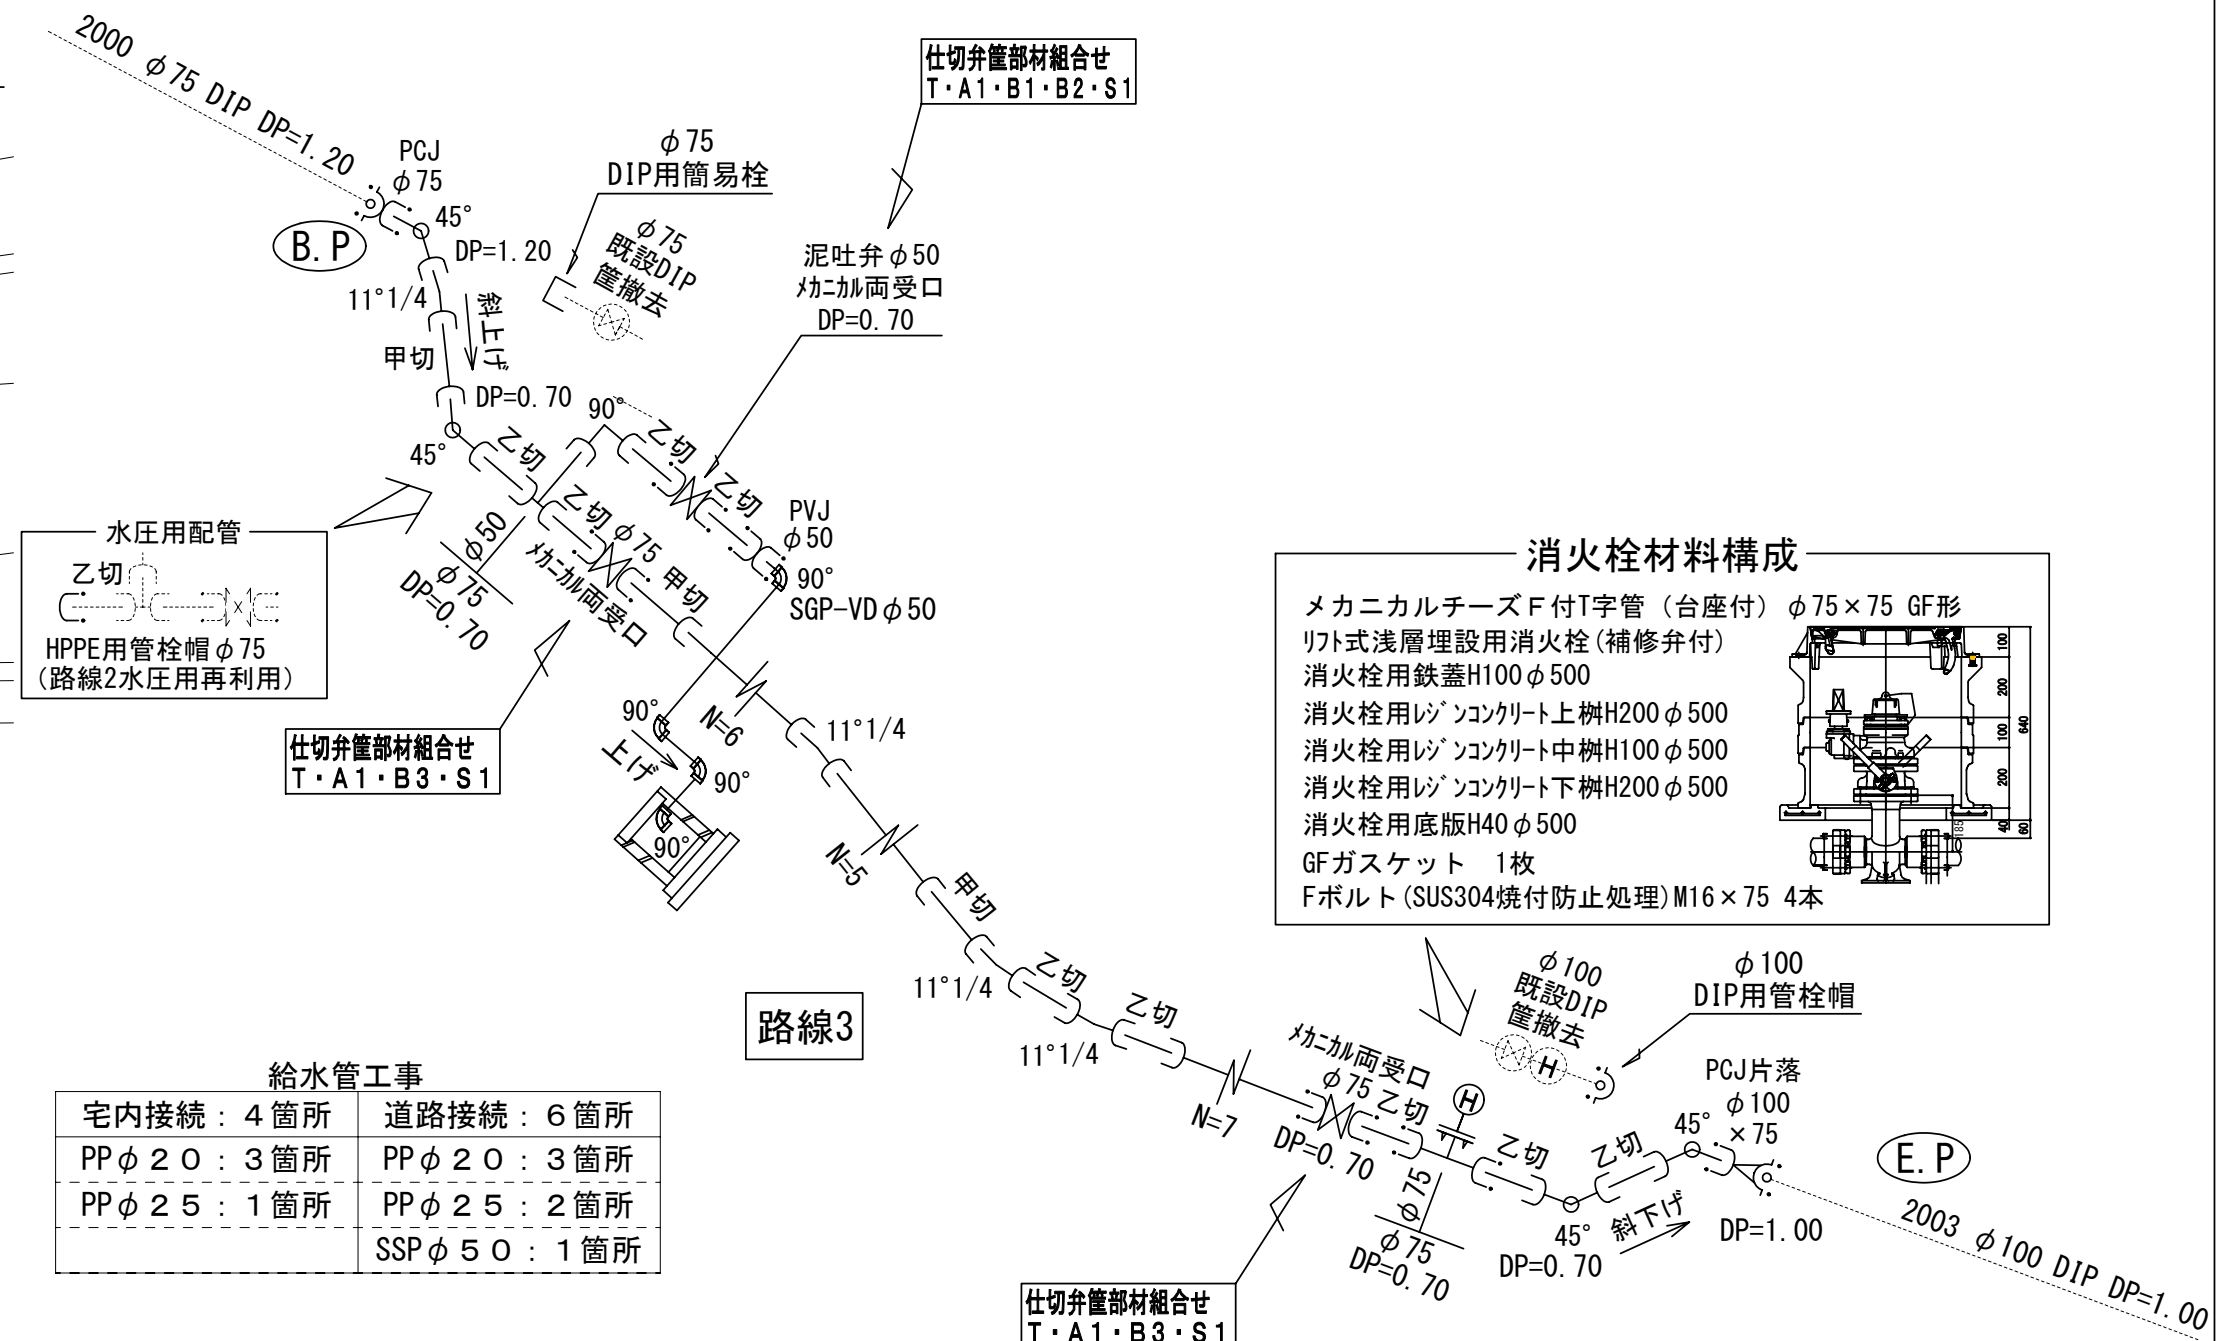 2000 φ75 DIP DP=1.20
PCJ
φ75
45°
B.P
DP=1.20
11°1/4
斜上げ
甲切
DP=0.70
45°
φ75
DIP用簡易栓
φ75
既設DIP
筐撤去
仕切弁筐部材組合せ
T・A1・B1・B2・S1
泥吐弁φ50
メカニカル両受口
DP=0.70
90°
乙切
乙切
乙切
PVJ
φ50
90°
SGP-VDφ50
乙切
φ75
メカニカル両受口
甲切
φ50
φ75
DP=0.70
水圧用配管
乙切
HPPE用管栓帽φ75
(路線2水圧用再利用)
仕切弁筐部材組合せ
T・A1・B3・S1
90°
上げ
90°
90°
N=6
11°1/4
N=5
甲切
11°1/4
乙切
11°1/4
乙切
N=7
路線3
消火栓材料構成
メカニカルチーズF付T字管（台座付）φ75×75 GF形
リフト式浅層埋設用消火栓(補修弁付)
消火栓用鉄蓋H100φ500
消火栓用レジンコンクリート上桝H200φ500
消火栓用レジンコンクリート中桝H100φ500
消火栓用レジンコンクリート下桝H200φ500
消火栓用底版H40φ500
GFガスケット　1枚
Fボルト(SUS304焼付防止処理)M16×75 4本
100
200
100
200
40
640
60
185
φ100
既設DIP
筐撤去
H
φ100
DIP用管栓帽
メカニカル両受口
φ75
乙切
H
DP=0.70
φ75
φ75
DP=0.70
乙切
45°
DP=0.70
乙切
斜下げ
45°
PCJ片落
φ100
×75
DP=1.00
E.P
2003 φ100 DIP DP=1.00
仕切弁筐部材組合せ
T・A1・B3・S1
給水管工事
宅内接続：4箇所 道路接続：6箇所
PPφ20：3箇所 PPφ20：3箇所
PPφ25：1箇所 PPφ25：2箇所
SSPφ50：1箇所